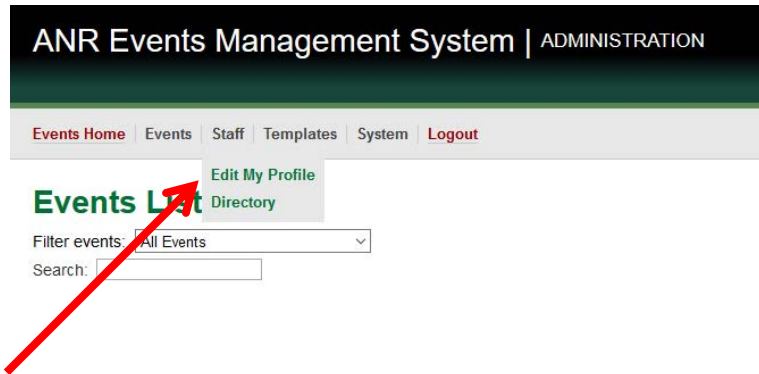 ANR Events Management System | ADMINISTRATION
Events Home Events Staff Templates System Logout
Edit My Profile
Directory
Events List
Filter events: All Events
Search: